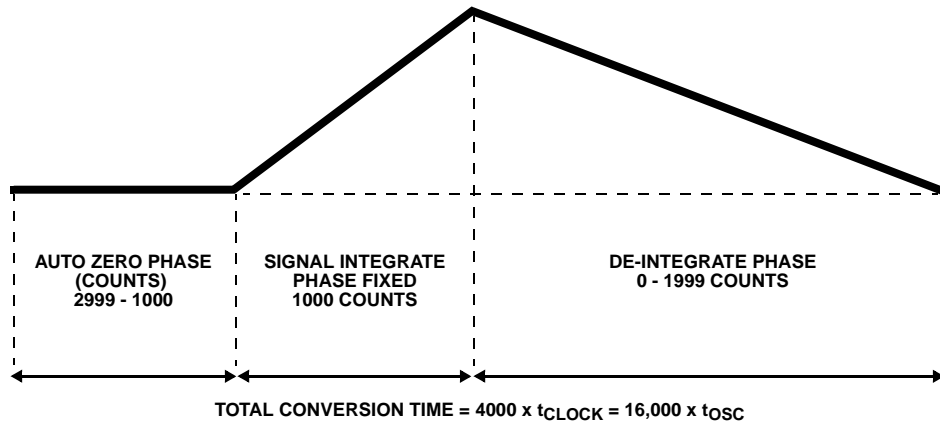 AUTO ZERO PHASE
(COUNTS)
2999 - 1000
SIGNAL INTEGRATE
PHASE FIXED
1000 COUNTS
DE-INTEGRATE PHASE
0 - 1999 COUNTS
TOTAL CONVERSION TIME = 4000 x tCLOCK = 16,000 x tOSC